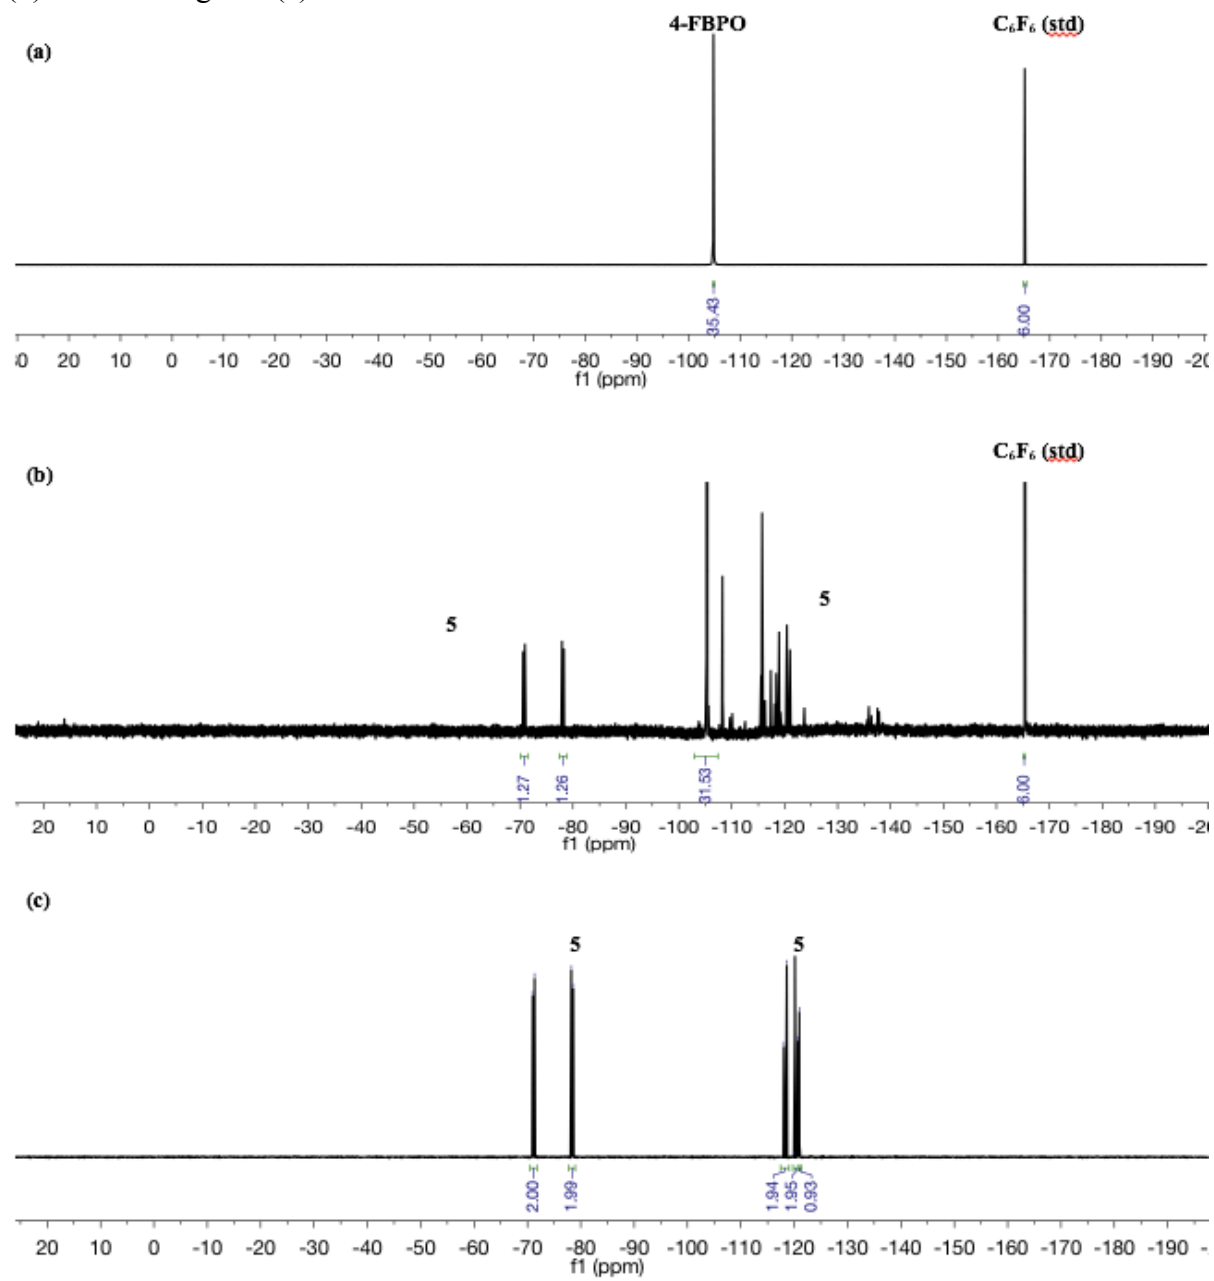 4-FBPO C₆F₆ (std)
(a)
35.43 6.00
20 10 0 -10 -20 -30 -40 -50 -60 -70 -80 -90 -100 -110 -120 -130 -140 -150 -160 -170 -180 -190 -20
f1 (ppm)
C₆F₆ (std)
(b)
5
5
1.27 1.26 31.53 6.00
20 10 0 -10 -20 -30 -40 -50 -60 -70 -80 -90 -100 -110 -120 -130 -140 -150 -160 -170 -180 -190 -20
f1 (ppm)
(c)
5 5
2.00 1.99 1.94 1.95 0.93
20 10 0 -10 -20 -30 -40 -50 -60 -70 -80 -90 -100 -110 -120 -130 -140 -150 -160 -170 -180 -190
f1 (ppm)